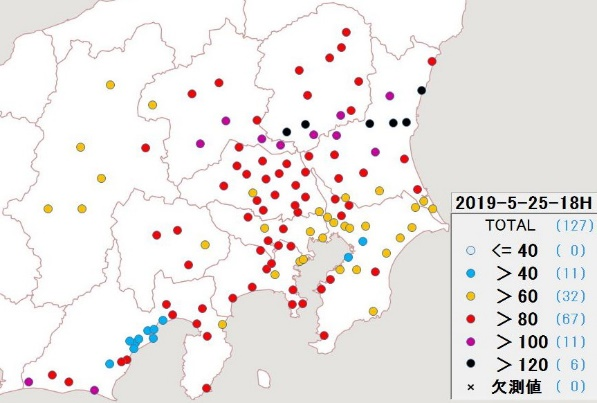 2019-5-25-18H
TOTAL (127)
<= 40 ( 0)
> 40 (11)
> 60 (32)
> 80 (67)
> 100 (11)
> 120 ( 6)
× 欠測値 ( 0)